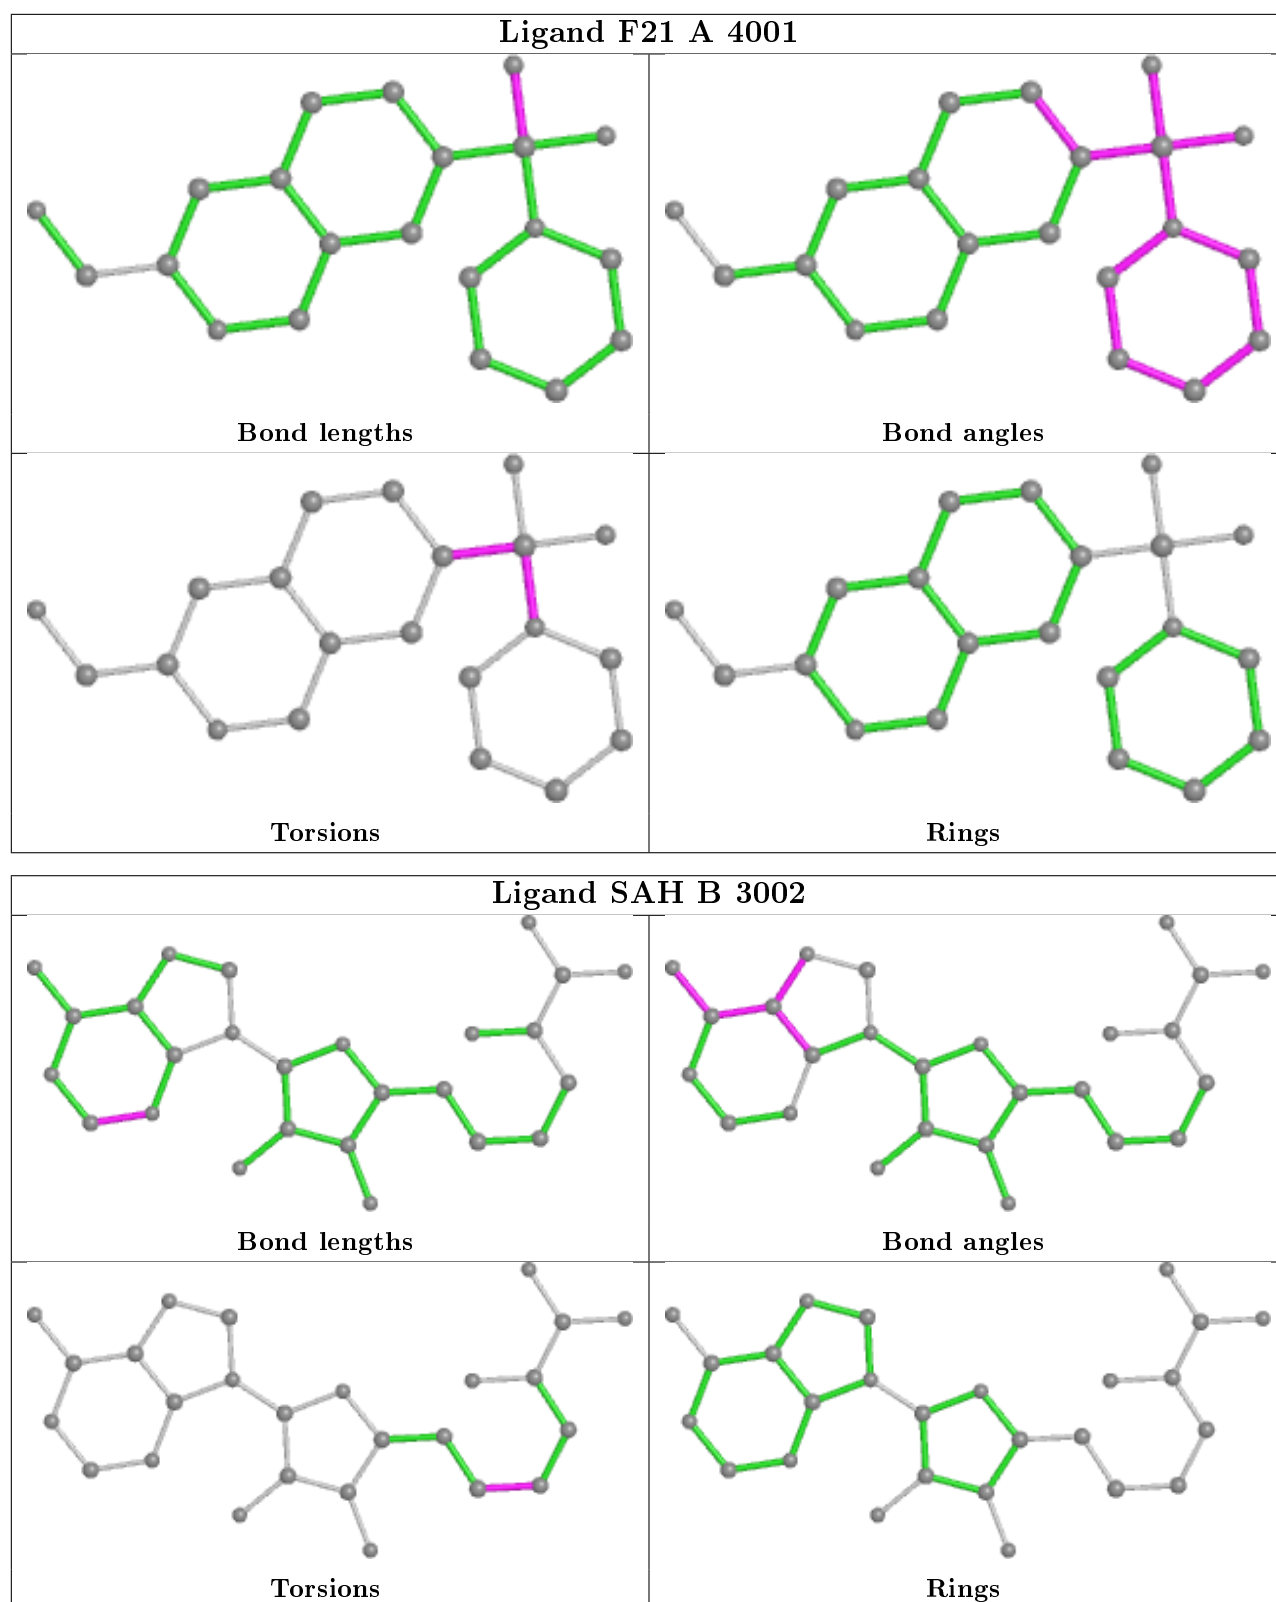 Ligand F21 A 4001
Bond lengths
Bond angles
Torsions
Rings
Ligand SAH B 3002
Bond lengths
Bond angles
Torsions
Rings